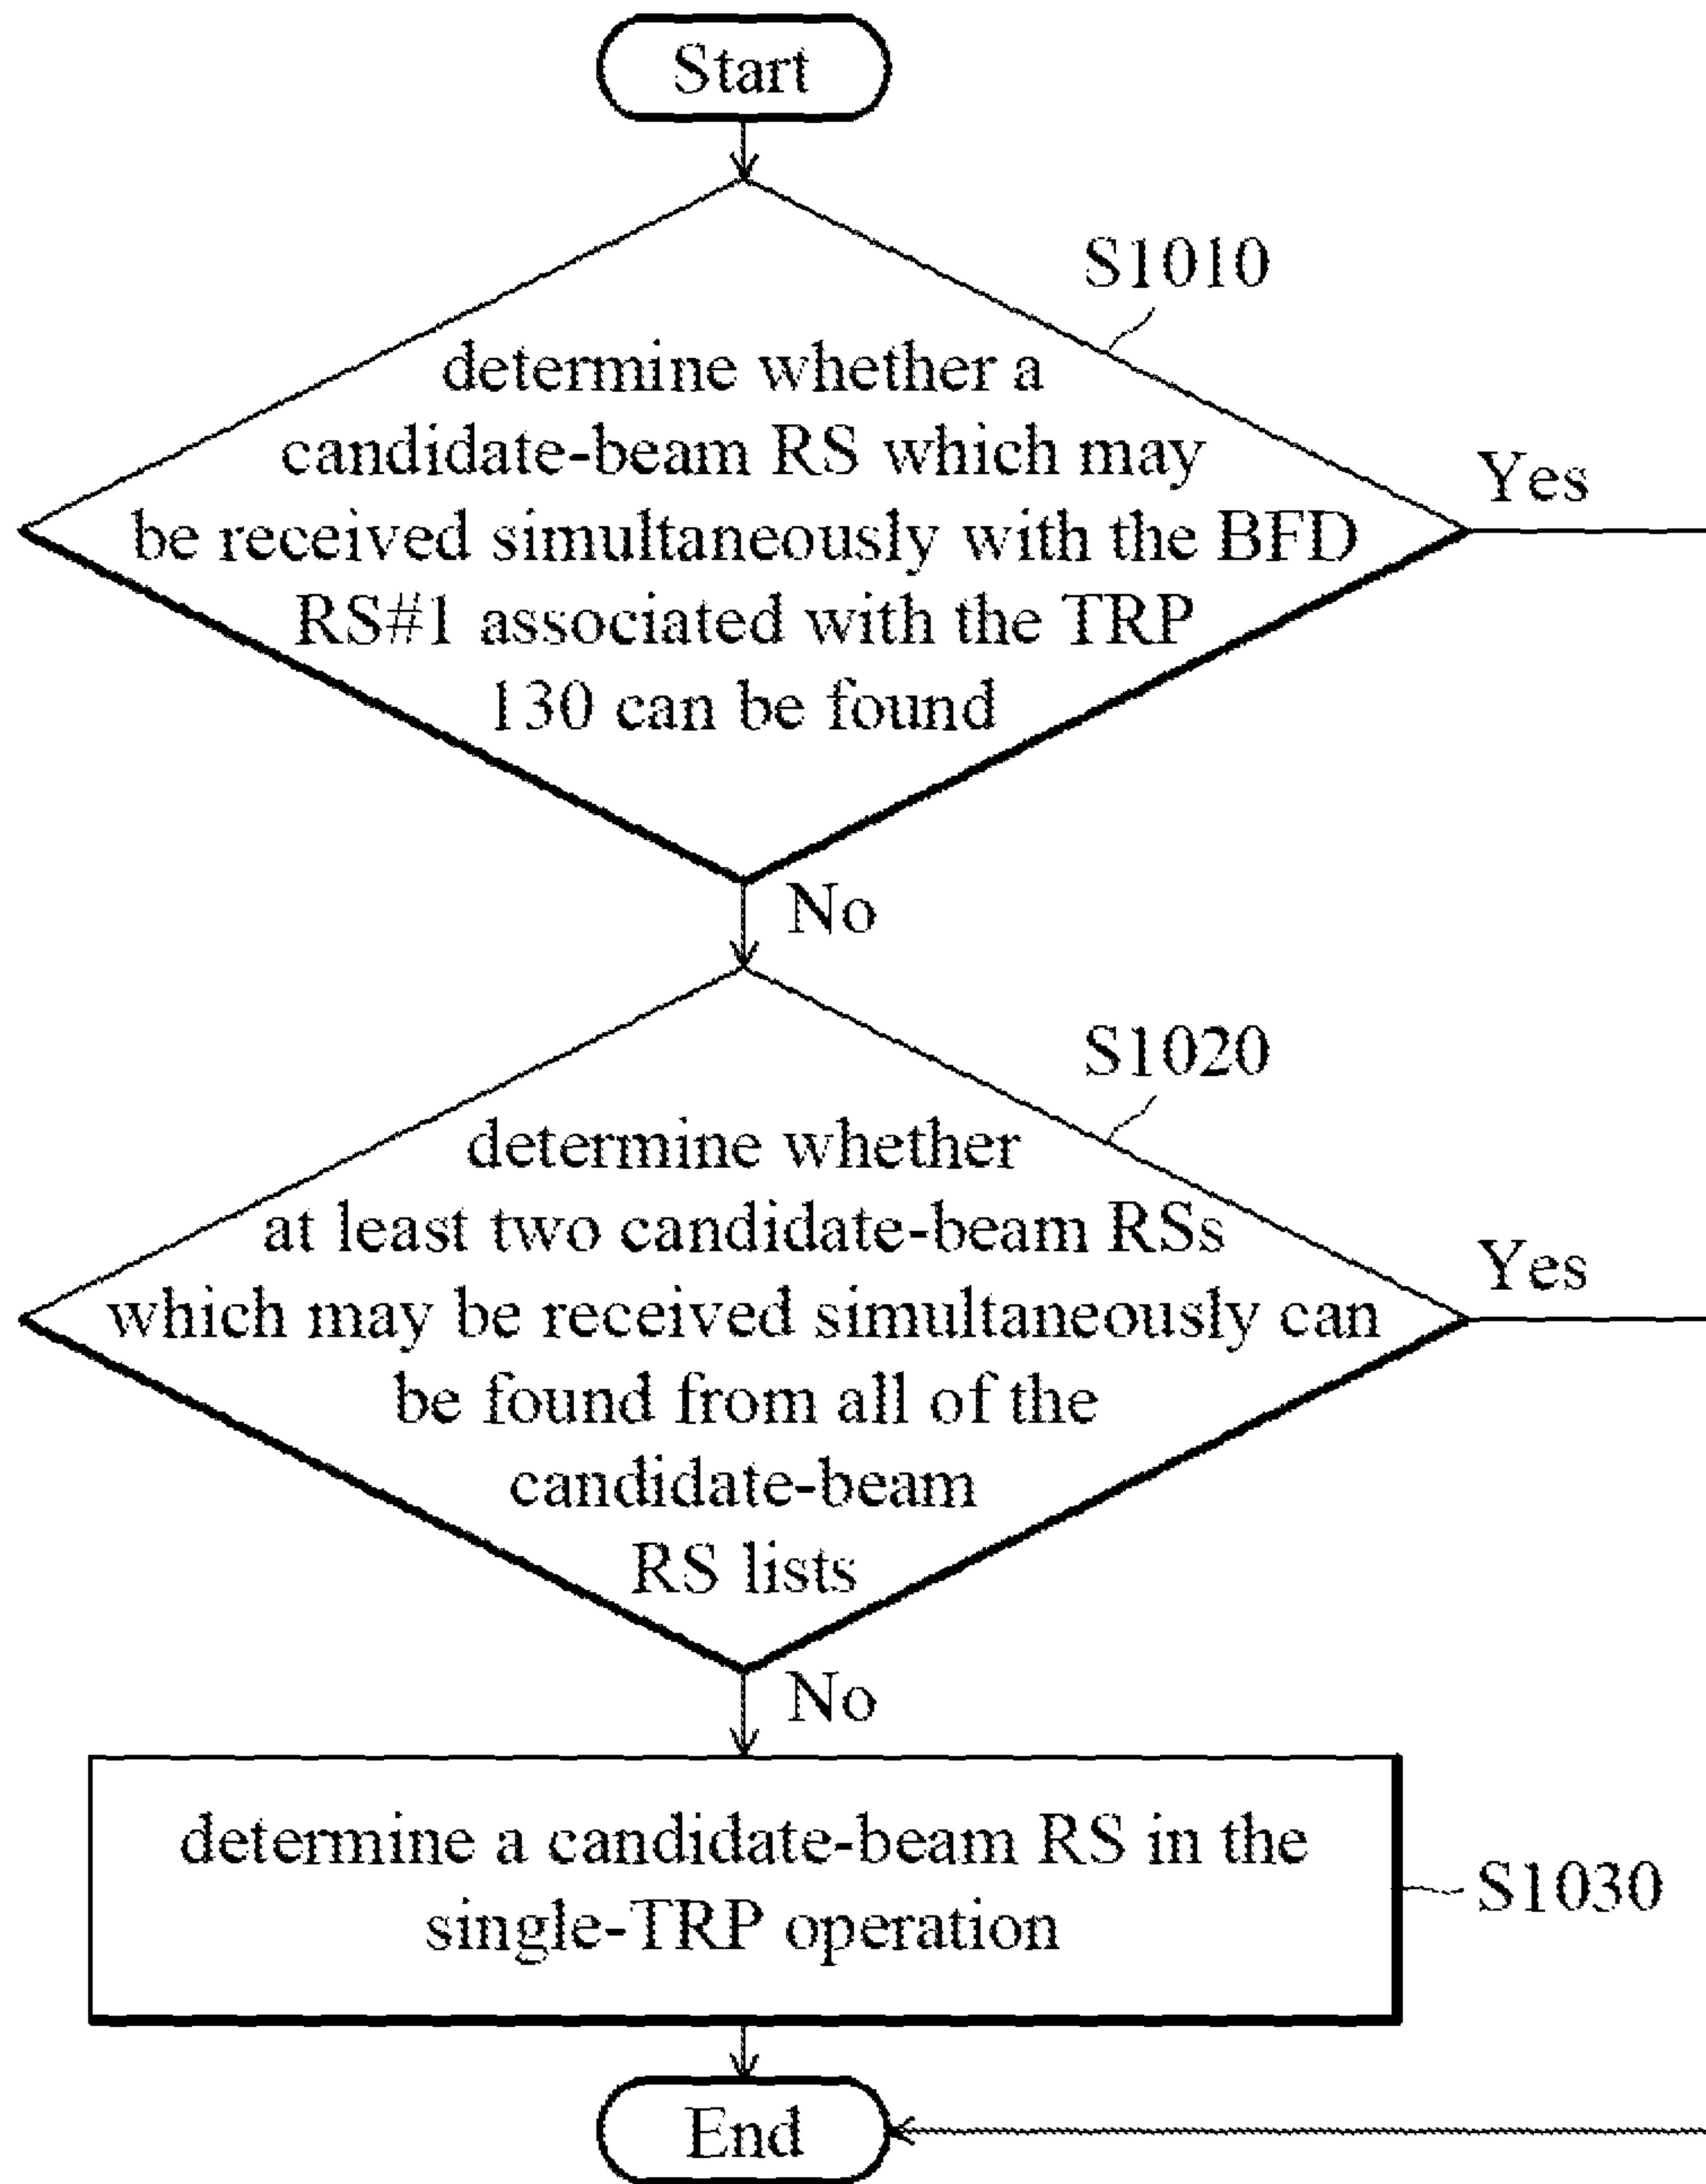 Start
S1010
determine whether a
candidate-beam RS which may
be received simultaneously with the BFD
RS#1 associated with the TRP
130 can be found
Yes
No
S1020
determine whether
at least two candidate-beam RSs
which may be received simultaneously can
be found from all of the
candidate-beam
RS lists
Yes
No
determine a candidate-beam RS in the
single-TRP operation
S1030
End